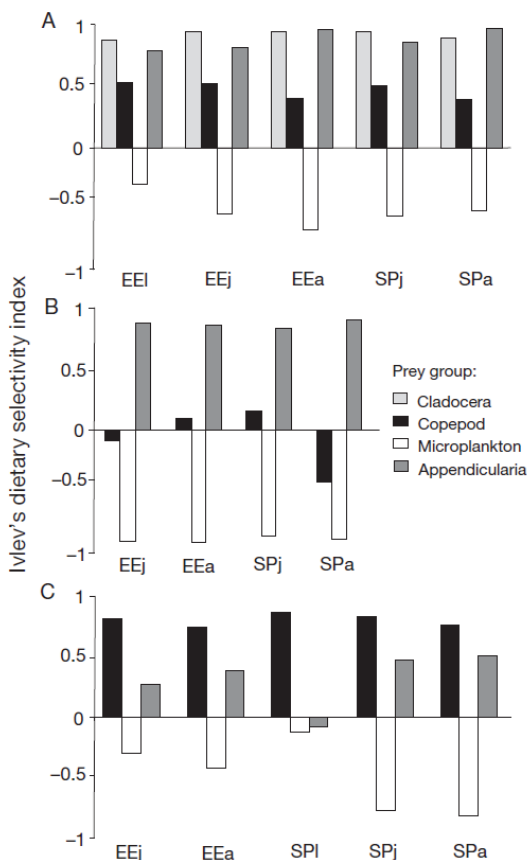 Ivlev's dietary selectivity index
A
1
0.5
0
−0.5
−1
EEl
EEj
EEa
SPj
SPa
B
1
0.5
0
−0.5
−1
EEj
EEa
SPj
SPa
Prey group:
Cladocera
Copepod
Microplankton
Appendicularia
C
1
0.5
0
−0.5
−1
EEj
EEa
SPl
SPj
SPa